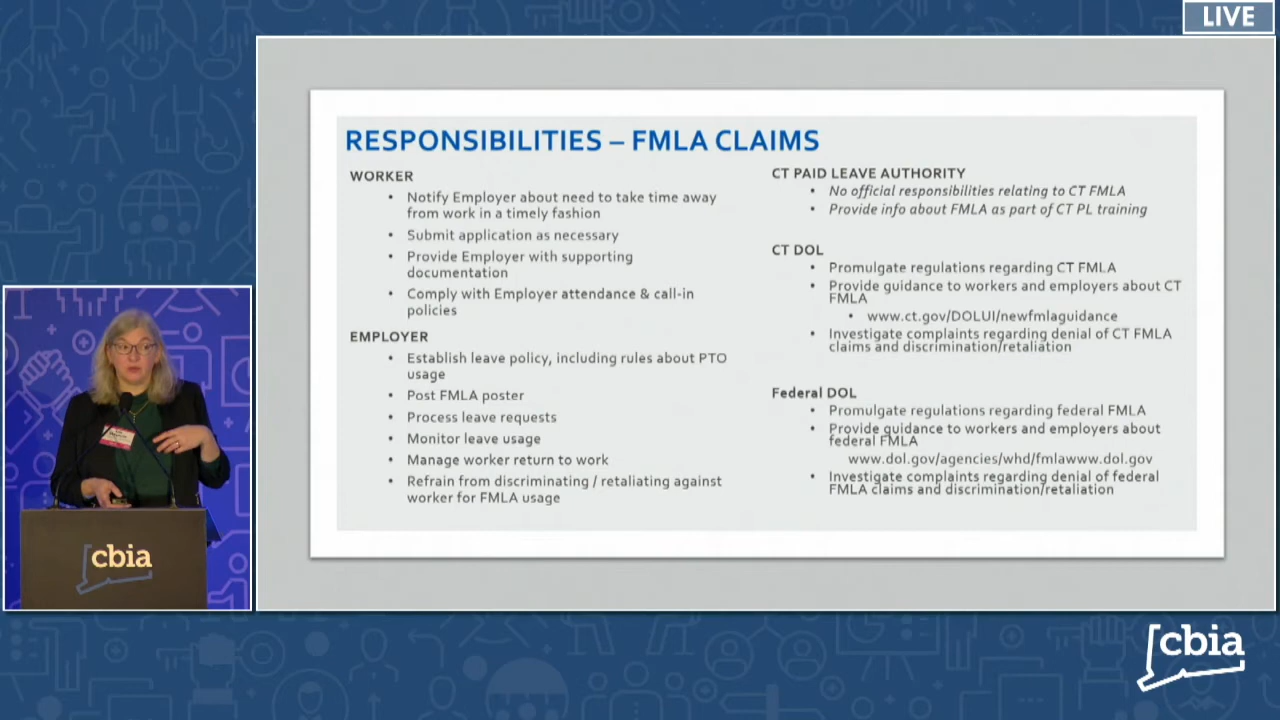 LIVE
RESPONSIBILITIES – FMLA CLAIMS
WORKER
• Notify Employer about need to take time away
from work in a timely fashion
• Submit application as necessary
• Provide Employer with supporting
documentation
• Comply with Employer attendance & call-in
policies
EMPLOYER
• Establish leave policy, including rules about PTO
usage
• Post FMLA poster
• Process leave requests
• Monitor leave usage
• Manage worker return to work
• Refrain from discriminating / retaliating against
worker for FMLA usage
CT PAID LEAVE AUTHORITY
• No official responsibilities relating to CT FMLA
• Provide info about FMLA as part of CT PL training
CT DOL
• Promulgate regulations regarding CT FMLA
• Provide guidance to workers and employers about CT
FMLA
• www.ct.gov/DOLUI/newfmlaguidance
• Investigate complaints regarding denial of CT FMLA
claims and discrimination/retaliation
Federal DOL
• Promulgate regulations regarding federal FMLA
• Provide guidance to workers and employers about
federal FMLA
www.dol.gov/agencies/whd/fmlawww.dol.gov
• Investigate complaints regarding denial of federal
FMLA claims and discrimination/retaliation
cbia
cbia